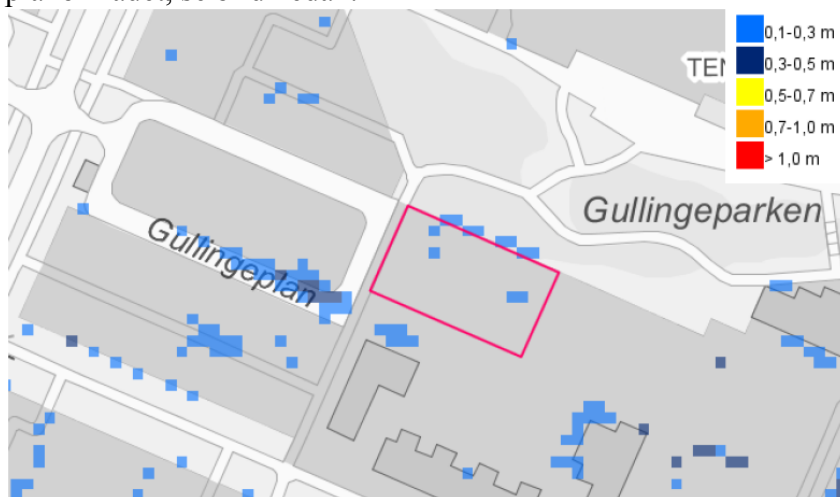 0,1-0,3 m
0,3-0,5 m
0,5-0,7 m
0,7-1,0 m
> 1,0 m
TEN
Gullingeparken
Gullingeplan